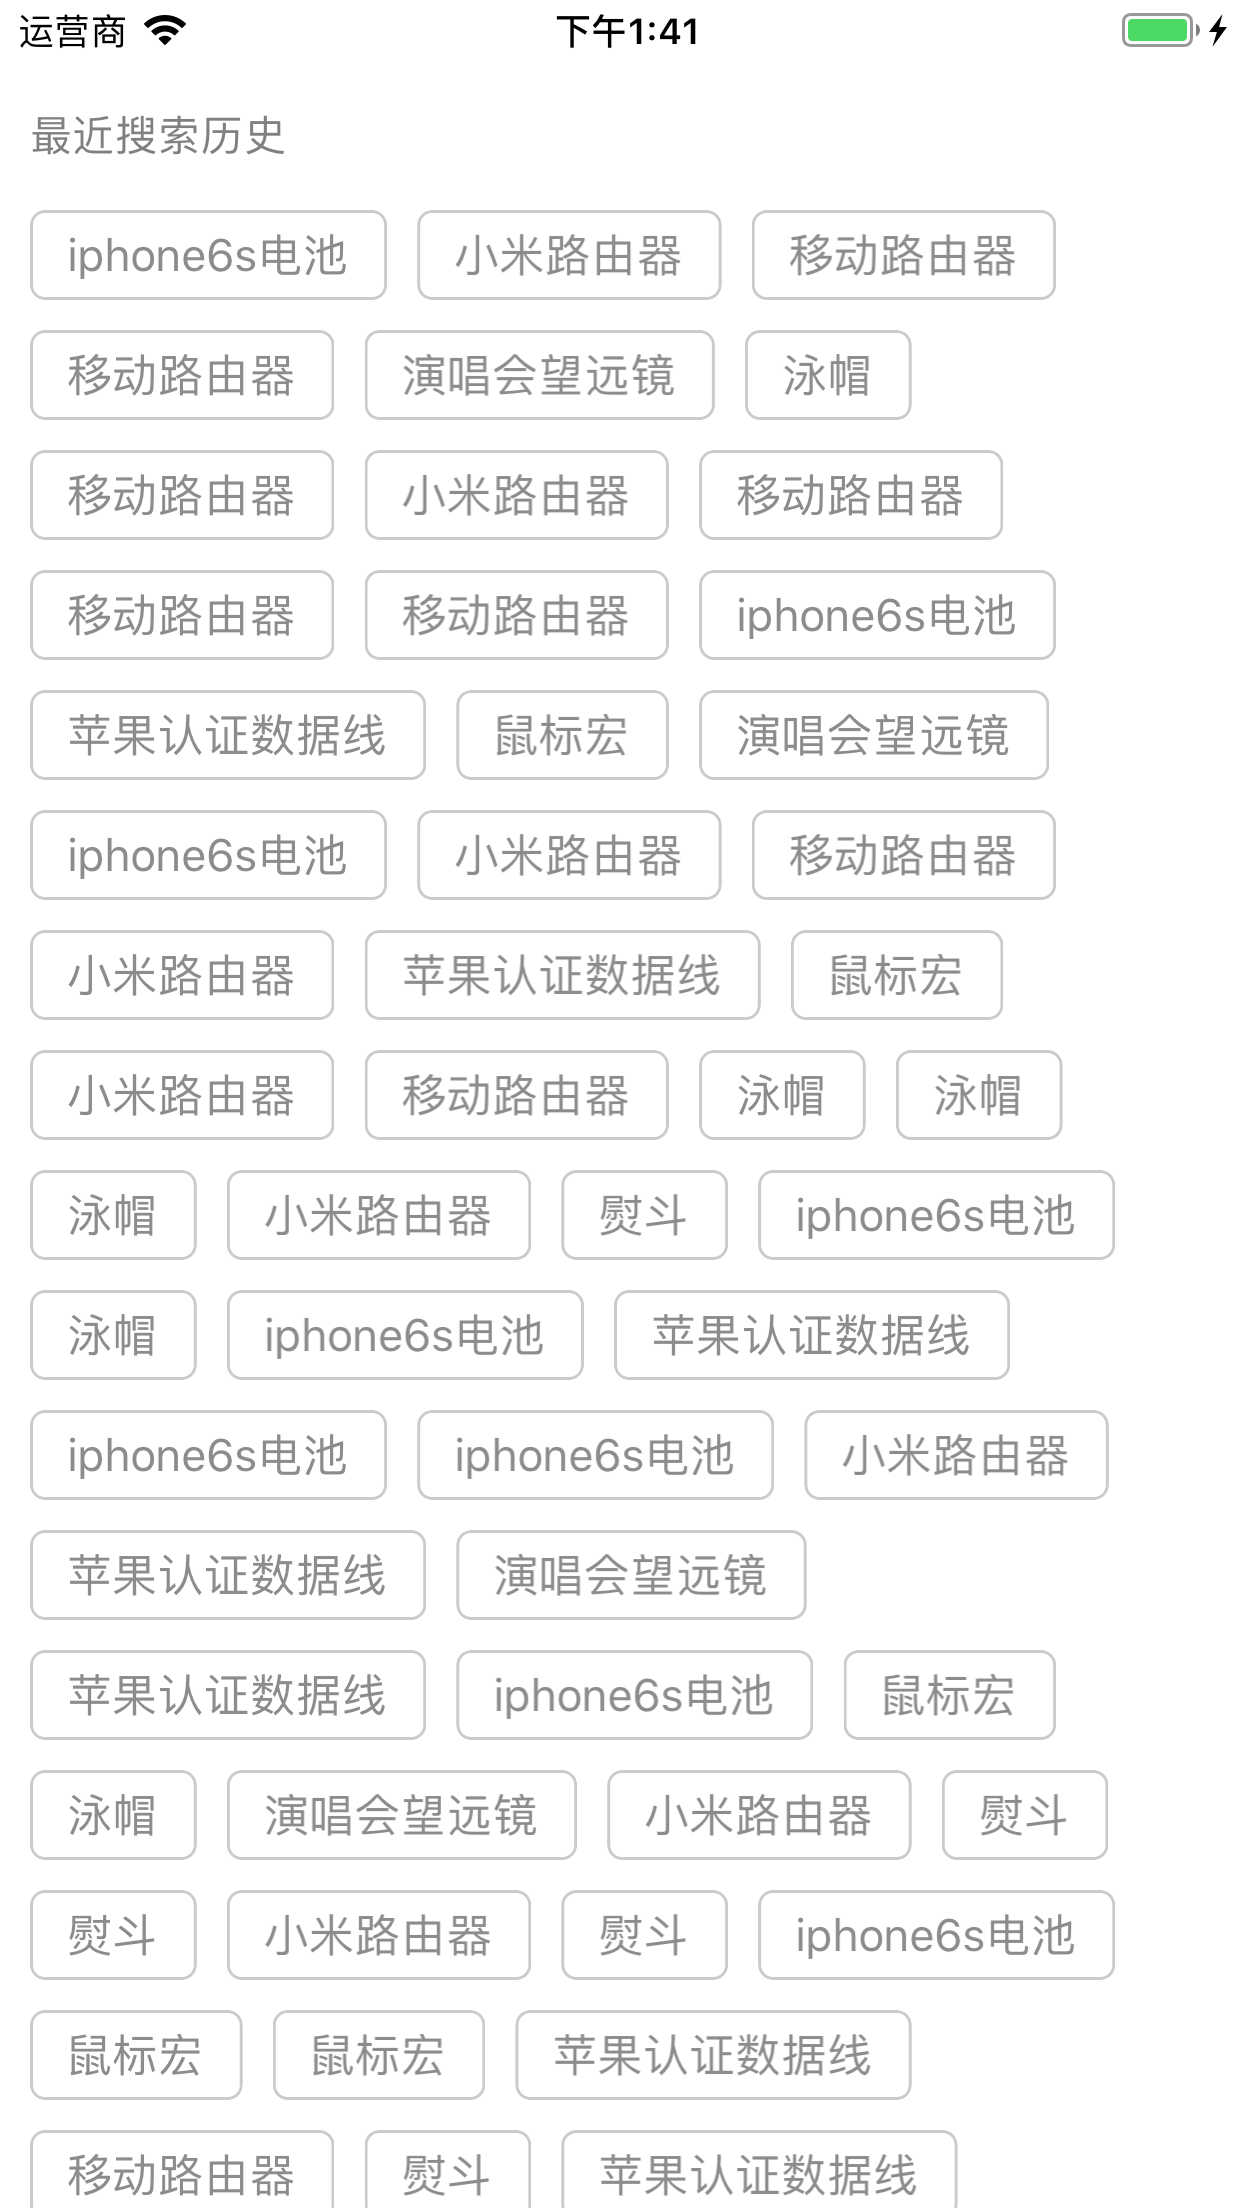 运营商 下午1:41
最近搜索历史
iphone6s电池 小米路由器 移动路由器
移动路由器 演唱会望远镜 泳帽
移动路由器 小米路由器 移动路由器
移动路由器 移动路由器 iphone6s电池
苹果认证数据线 鼠标宏 演唱会望远镜
iphone6s电池 小米路由器 移动路由器
小米路由器 苹果认证数据线 鼠标宏
小米路由器 移动路由器 泳帽 泳帽
泳帽 小米路由器 熨斗 iphone6s电池
泳帽 iphone6s电池 苹果认证数据线
iphone6s电池 iphone6s电池 小米路由器
苹果认证数据线 演唱会望远镜
苹果认证数据线 iphone6s电池 鼠标宏
泳帽 演唱会望远镜 小米路由器 熨斗
熨斗 小米路由器 熨斗 iphone6s电池
鼠标宏 鼠标宏 苹果认证数据线
移动路由器 熨斗 苹果认证数据线